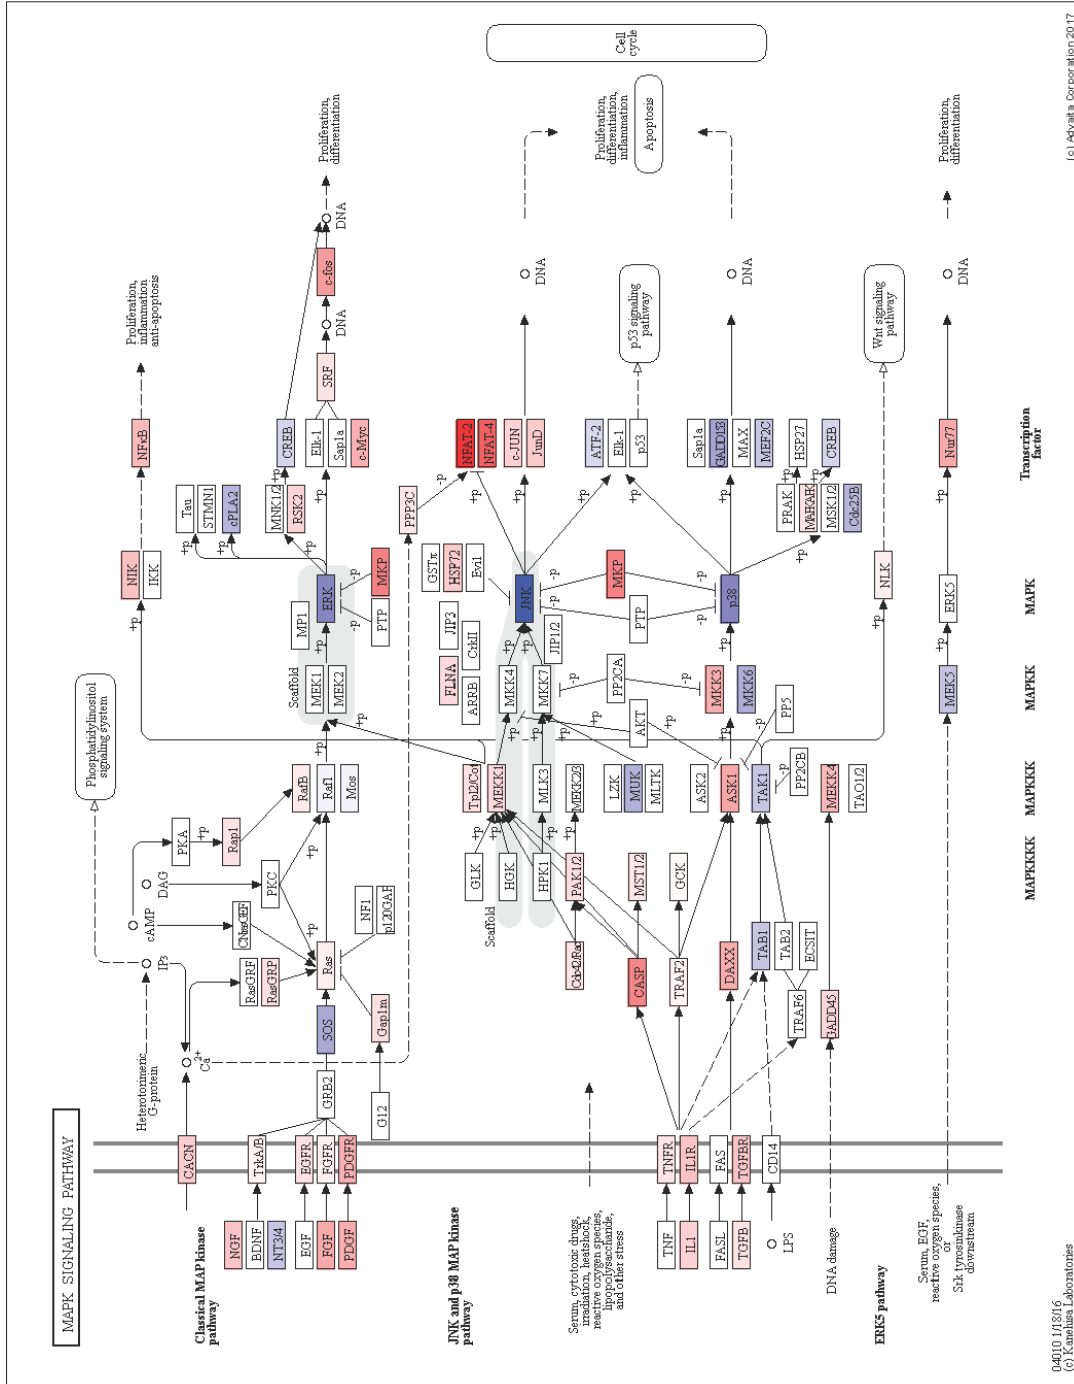 MAPK SIGNALING PATHWAY
Classical MAP kinase
pathway
Heterotrimeric
G-protein
Phosphatidylinositol
signaling system
IP3
cAMP
DAG
Ca2+
CACN
NGF
BDNF
NT3/4
EGF
FGF
PDGF
TrkA/B
EGFR
FGFR
PDGFR
GRB2
SOS
G12
Gap1m
RasGRF
RasGRP
CNrasGEF
Ras
NF1
p120GAP
PKC
PKA
Rap1
+p
+p
+p
RafB
Raf1
Mos
+p
+p
Scaffold
MEK1
MEK2
MP1
+p
ERK
PTP
MKP
-p
-p
NIK
IKK
+p
+p
NFκB
Proliferation,
inflammation
anti-apoptosis
Tau
STMN1
cPLA2
+p
+p
MNK1/2
RSK2
+p
+p
CREB
+p
Elk-1
Sap1a
c-Myc
+p
SRF
DNA
c-fos
DNA
Proliferation,
differentiation
JNK and p38 MAP kinase
pathway
Serum, cytotoxic drugs,
irradiation, heatshock,
reactive oxygen species,
lipopolysaccharide,
and other stress
Scaffold
GLK
HGK
HPK1
+p
+p
+p
+p
Tpl2/Cot
MEKK1
MLK3
MEKK2/3
LZK
MUK
MLTK
+p
+p
+p
+p
FLNA
ARRB
JIP3
CrkII
MKK4
MKK7
JIP1/2
+p
+p
GSTπ
HSP72
Evi1
JNK
PPP3C
-p
+p
+p
+p
NFAT-2
NFAT-4
c-JUN
JunD
DNA
Proliferation,
differentiation,
inflammation
Apoptosis
Cell
cycle
ATF-2
Elk-1
p53
p53 signaling
pathway
Cdc42/Rac
PAK1/2
CASP
MST1/2
TRAF2
GCK
TNF
IL1
FASL
TGFB
LPS
TNFR
IL1R
FAS
TGFBR
CD14
DAXX
TAB1
TAB2
TRAF6
ECSIT
ASK2
ASK1
TAK1
PP2CB
PP5
-p
-p
AKT
+p
+p
PP2CA
-p
-p
MKK3
MKK6
+p
+p
PTP
MKP
-p
-p
-p
-p
p38
+p
+p
+p
Sap1a
GADD153
MAX
MEF2C
DNA
PRAK
MAPKAPK
MSK1/2
Cdc25B
+p
+p
HSP27
CREB
DNA damage
GADD45
MEKK4
TAO1/2
NLK
+p
Wnt signaling
pathway
ERK5 pathway
Serum, EGF,
reactive oxygen species,
or
Srk tyrosinkinase
downstream
MEK5
+p
ERK5
+p
Nur77
DNA
Proliferation,
differentiation
MAPKKKK
MAPKKK
MAPKK
MAPK
Transcription
factor
04010 1/18/16
(c) Kanehisa Laboratories
(c) Advaita Corporation 2017